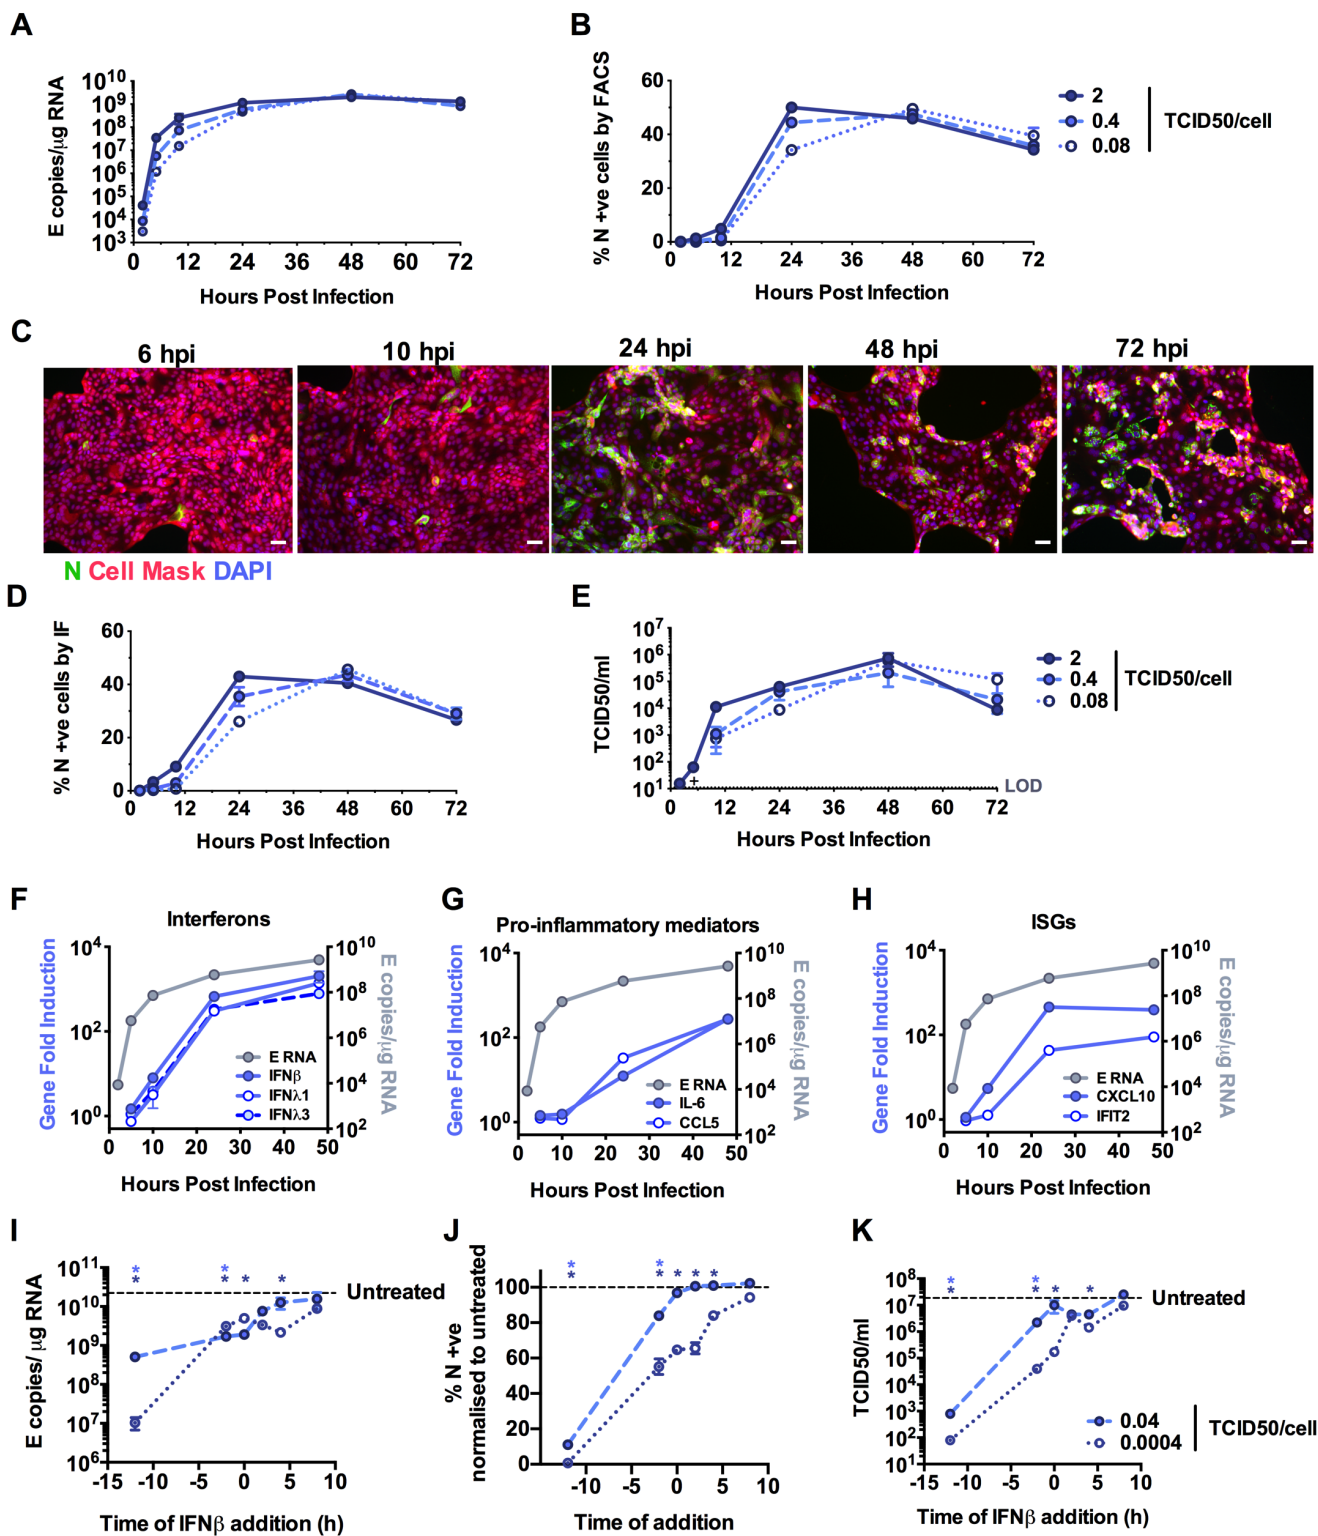 A
E copies/µg RNA
10^10
10^9
10^8
10^7
10^6
10^5
10^4
10^3
0 12 24 36 48 60 72
Hours Post Infection
B
% N +ve cells by FACS
60
40
20
0
0 12 24 36 48 60 72
Hours Post Infection
2
0.4
0.08
TCID50/cell
C
6 hpi 10 hpi 24 hpi 48 hpi 72 hpi
N Cell Mask DAPI
D
% N +ve cells by IF
60
40
20
0
0 12 24 36 48 60 72
Hours Post Infection
E
TCID50/ml
10^7
10^6
10^5
10^4
10^3
10^2
10^1
+
LOD
0 12 24 36 48 60 72
Hours Post Infection
2
0.4
0.08
TCID50/cell
F
Interferons
Gene Fold Induction
10^4
10^2
10^0
E copies/µg RNA
10^10
10^8
10^6
10^4
10^2
E RNA
IFNβ
IFNλ1
IFNλ3
0 10 20 30 40 50
Hours Post Infection
G
Pro-inflammatory mediators
Gene Fold Induction
10^4
10^2
10^0
E copies/µg RNA
10^10
10^8
10^6
10^4
10^2
E RNA
IL-6
CCL5
0 10 20 30 40 50
Hours Post Infection
H
ISGs
Gene Fold Induction
10^4
10^2
10^0
E copies/µg RNA
10^10
10^8
10^6
10^4
10^2
E RNA
CXCL10
IFIT2
0 10 20 30 40 50
Hours Post Infection
I
E copies/ µg RNA
10^11
10^10
10^9
10^8
10^7
10^6
* *
* * * *
Untreated
-15 -10 -5 0 5 10
Time of IFNβ addition (h)
J
% N +ve
normalised to untreated
100
80
60
40
20
0
* *
* * * * *
-10 -5 0 5 10
Time of addition
K
TCID50/ml
10^8
10^7
10^6
10^5
10^4
10^3
10^2
10^1
* *
* * * *
Untreated
0.04
0.0004
TCID50/cell
-15 -10 -5 0 5 10
Time of IFNβ addition (h)